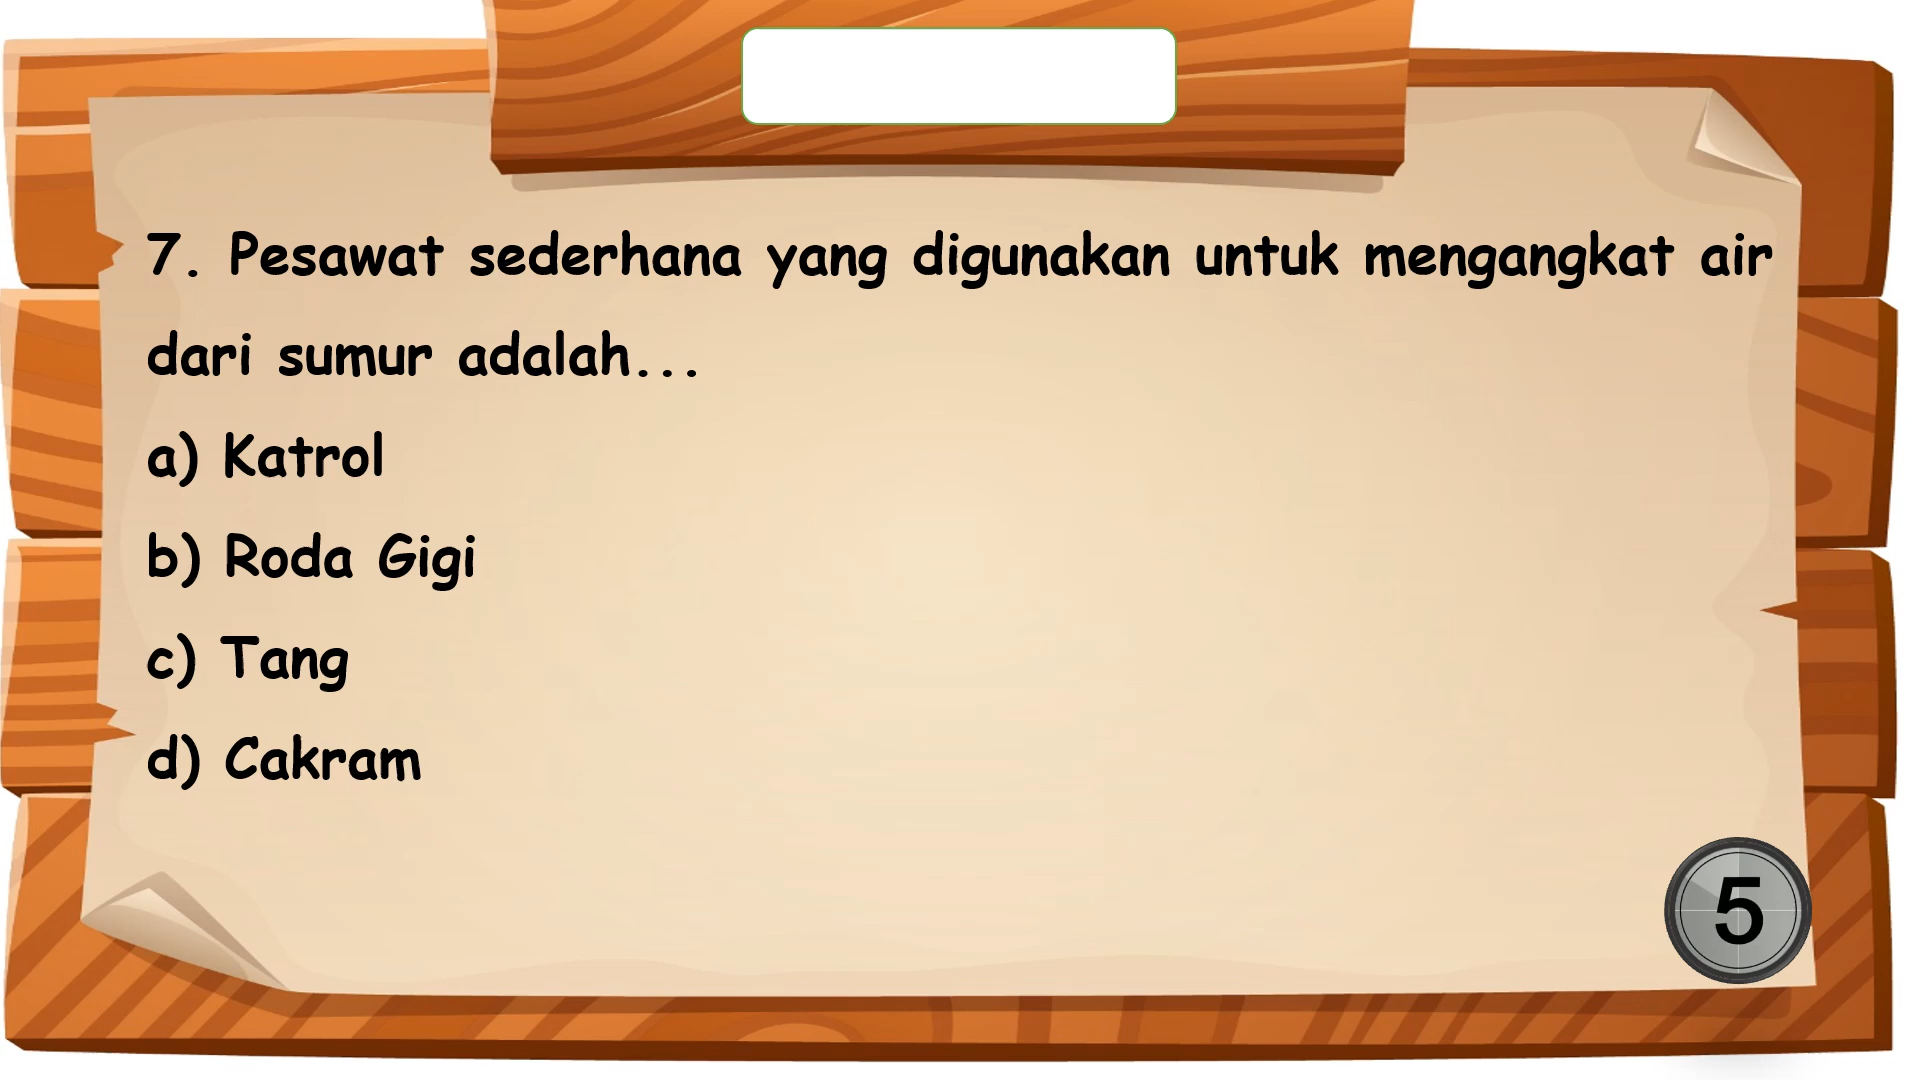 7. Pesawat sederhana yang digunakan untuk mengangkat air
dari sumur adalah...
a) Katrol
b) Roda Gigi
c) Tang
d) Cakram
5